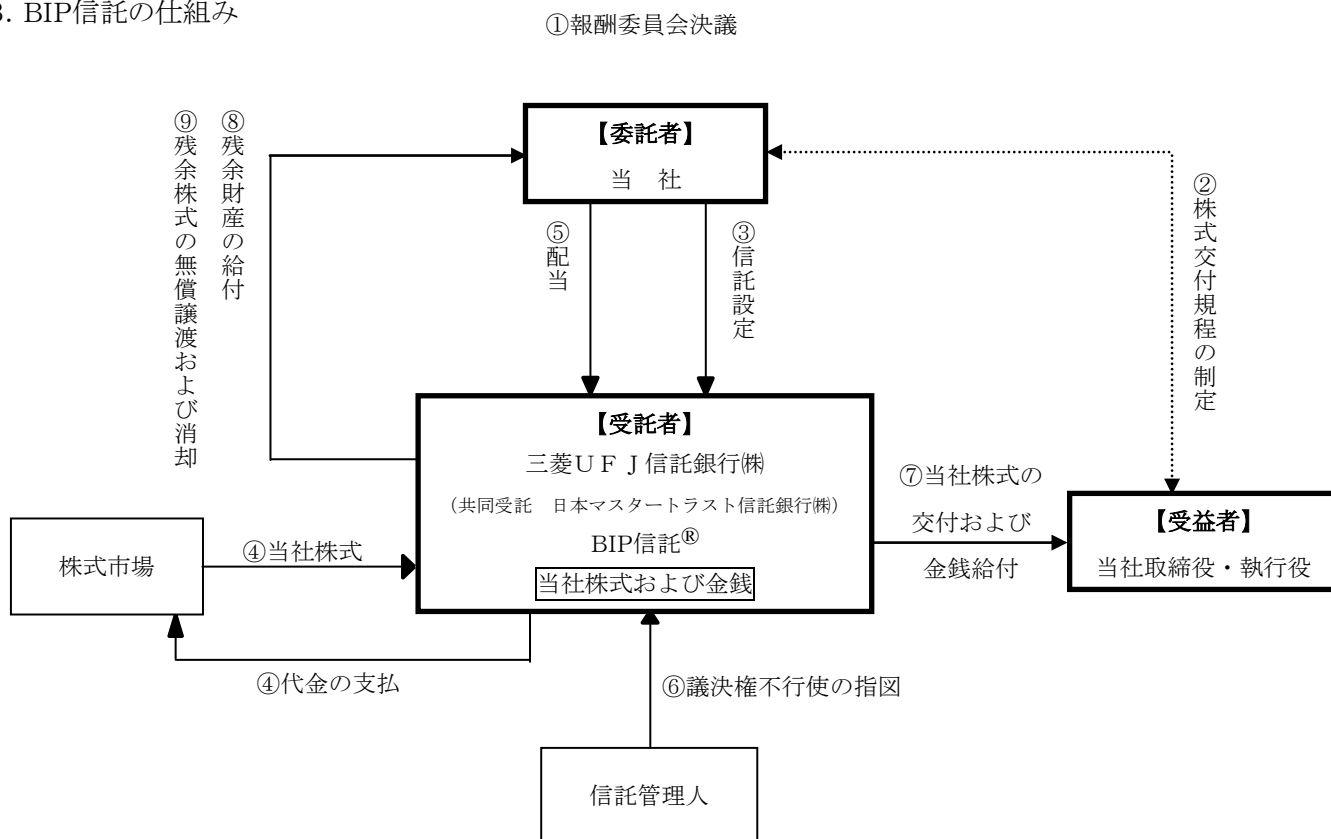 3. BIP信託の仕組み
①報酬委員会決議
⑨残余株式の無償譲渡および消却
⑧残余財産の給付
【委託者】
当　社
⑤配当
③信託設定
②株式交付規程の制定
【受託者】
三菱ＵＦＪ信託銀行㈱
（共同受託　日本マスタートラスト信託銀行㈱）
BIP信託®
当社株式および金銭
株式市場
④当社株式
④代金の支払
⑦当社株式の
交付および
金銭給付
【受益者】
当社取締役・執行役
⑥議決権不行使の指図
信託管理人